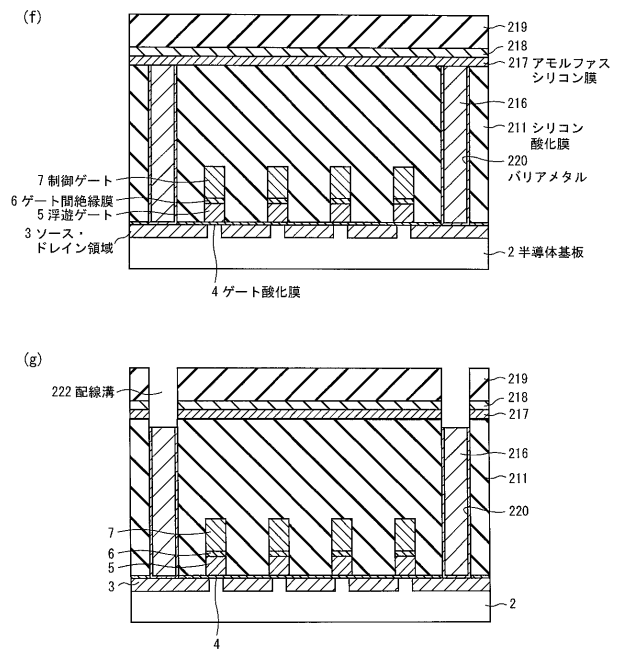 (f)
219
218
217 アモルファス
シリコン膜
216
211 シリコン
酸化膜
220
バリアメタル
7 制御ゲート
6 ゲート間絶縁膜
5 浮遊ゲート
3 ソース・
ドレイン領域
2 半導体基板
4 ゲート酸化膜
(g)
222 配線溝
219
218
217
216
211
220
7
6
5
3
2
4